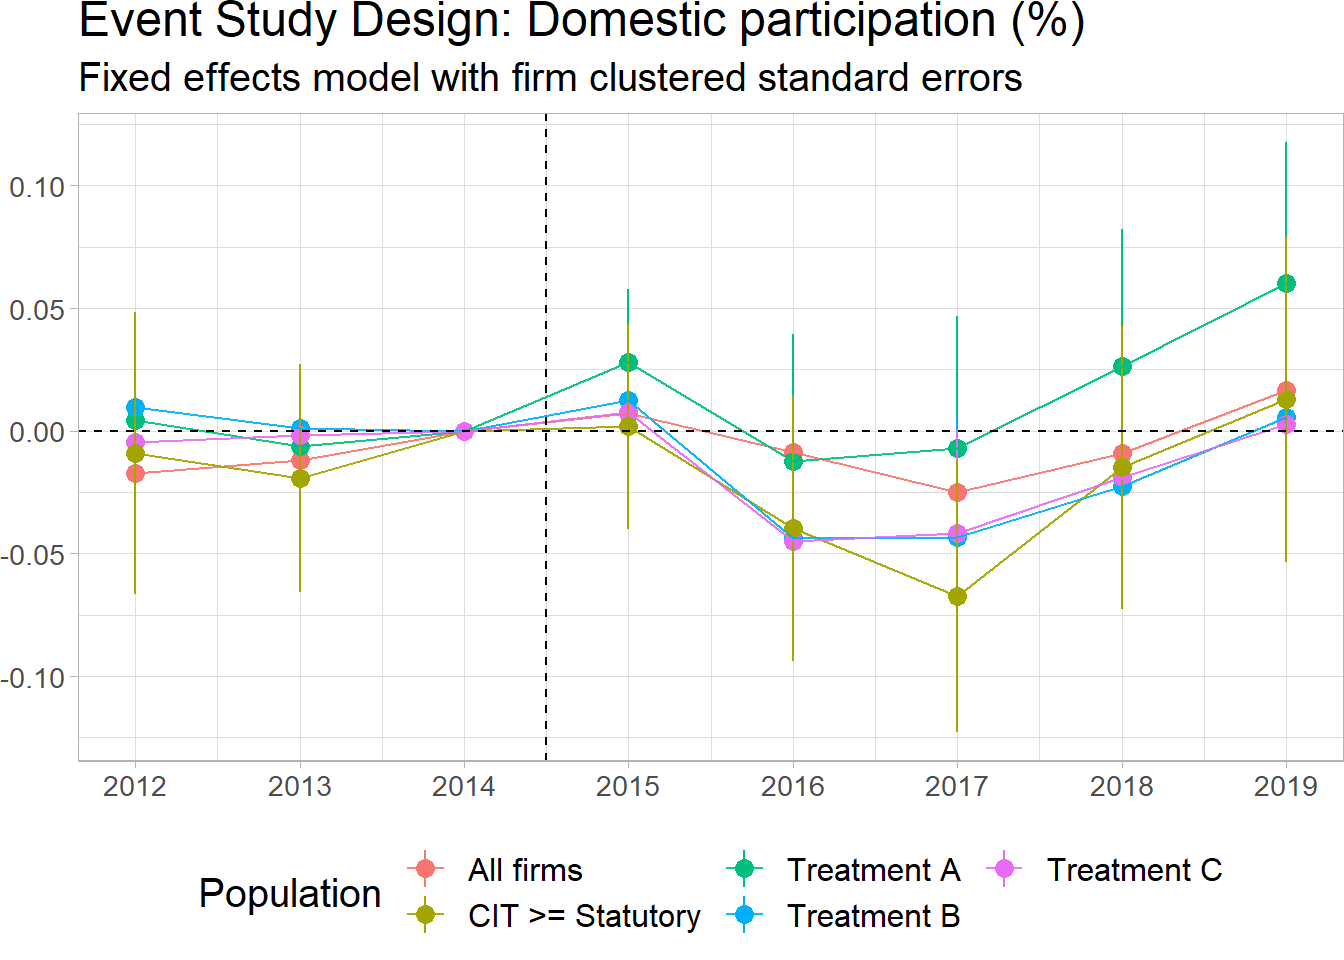 Event Study Design: Domestic participation (%)
Fixed effects model with firm clustered standard errors
0.10
0.05
0.00
-0.05
-0.10
2012 2013 2014 2015 2016 2017 2018 2019
Population
All firms Treatment A Treatment C
CIT >= Statutory Treatment B